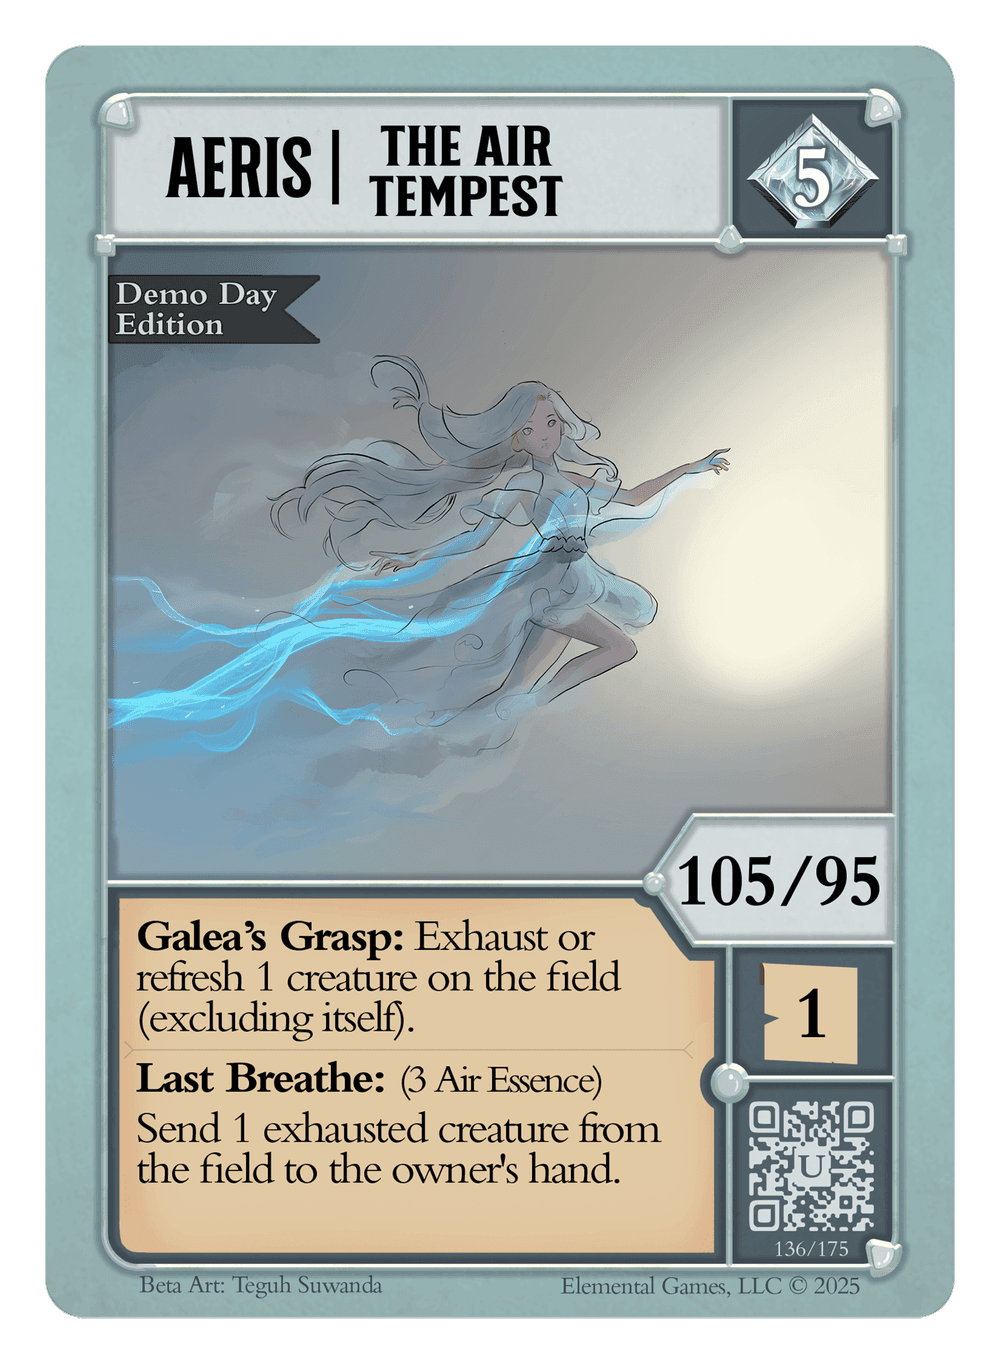 AERIS | THE AIR
TEMPEST
5
Demo Day
Edition
105/95
Galea's Grasp: Exhaust or
refresh 1 creature on the field
(excluding itself).
1
Last Breathe: (3 Air Essence)
Send 1 exhausted creature from
the field to the owner's hand.
U
136/175
Beta Art: Teguh Suwanda
Elemental Games, LLC © 2025